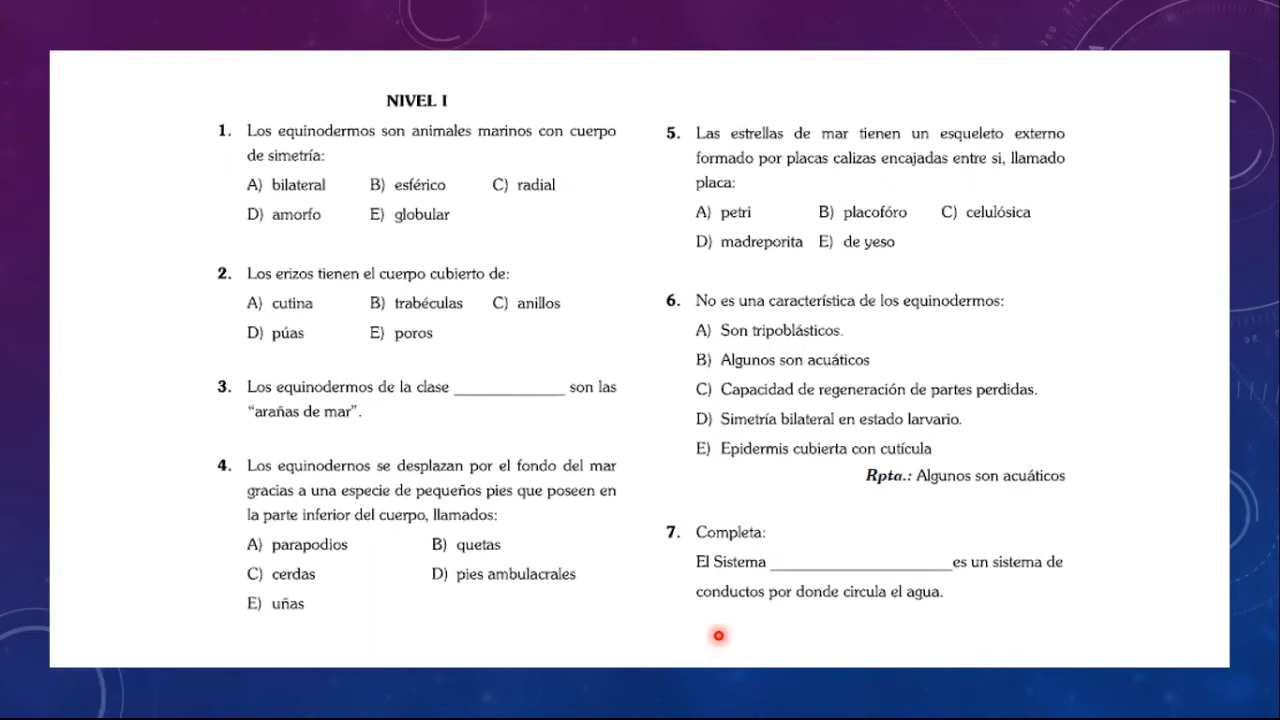 NIVEL I
1. Los equinodermos son animales marinos con cuerpo
de simetría:
A) bilateral B) esférico C) radial
D) amorfo E) globular
2. Los erizos tienen el cuerpo cubierto de:
A) cutina B) trabéculas C) anillos
D) púas E) poros
3. Los equinodermos de la clase ______________ son las
“arañas de mar”.
4. Los equinodernos se desplazan por el fondo del mar
gracias a una especie de pequeños pies que poseen en
la parte inferior del cuerpo, llamados:
A) parapodios B) quetas
C) cerdas D) pies ambulacrales
E) uñas
5. Las estrellas de mar tienen un esqueleto externo
formado por placas calizas encajadas entre si, llamado
placa:
A) petri B) placofóro C) celulósica
D) madreporita E) de yeso
6. No es una característica de los equinodermos:
A) Son tripoblásticos.
B) Algunos son acuáticos
C) Capacidad de regeneración de partes perdidas.
D) Simetría bilateral en estado larvario.
E) Epidermis cubierta con cutícula
Rpta.: Algunos son acuáticos
7. Completa:
El Sistema _______________________es un sistema de
conductos por donde circula el agua.